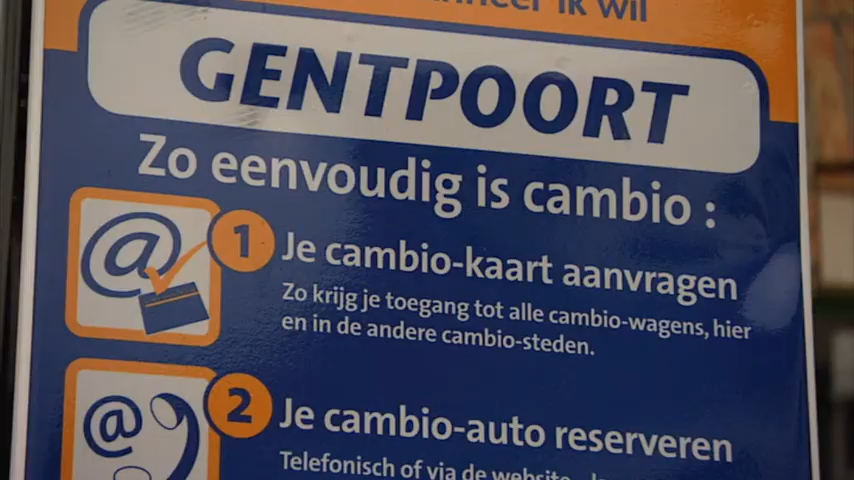 ik wil
GENTPOORT
Zo eenvoudig is cambio :
@ 1 Je cambio-kaart aanvragen
Zo krijg je toegang tot alle cambio-wagens, hier
en in de andere cambio-steden.
@ 2 Je cambio-auto reserveren
Telefonisch of via de website